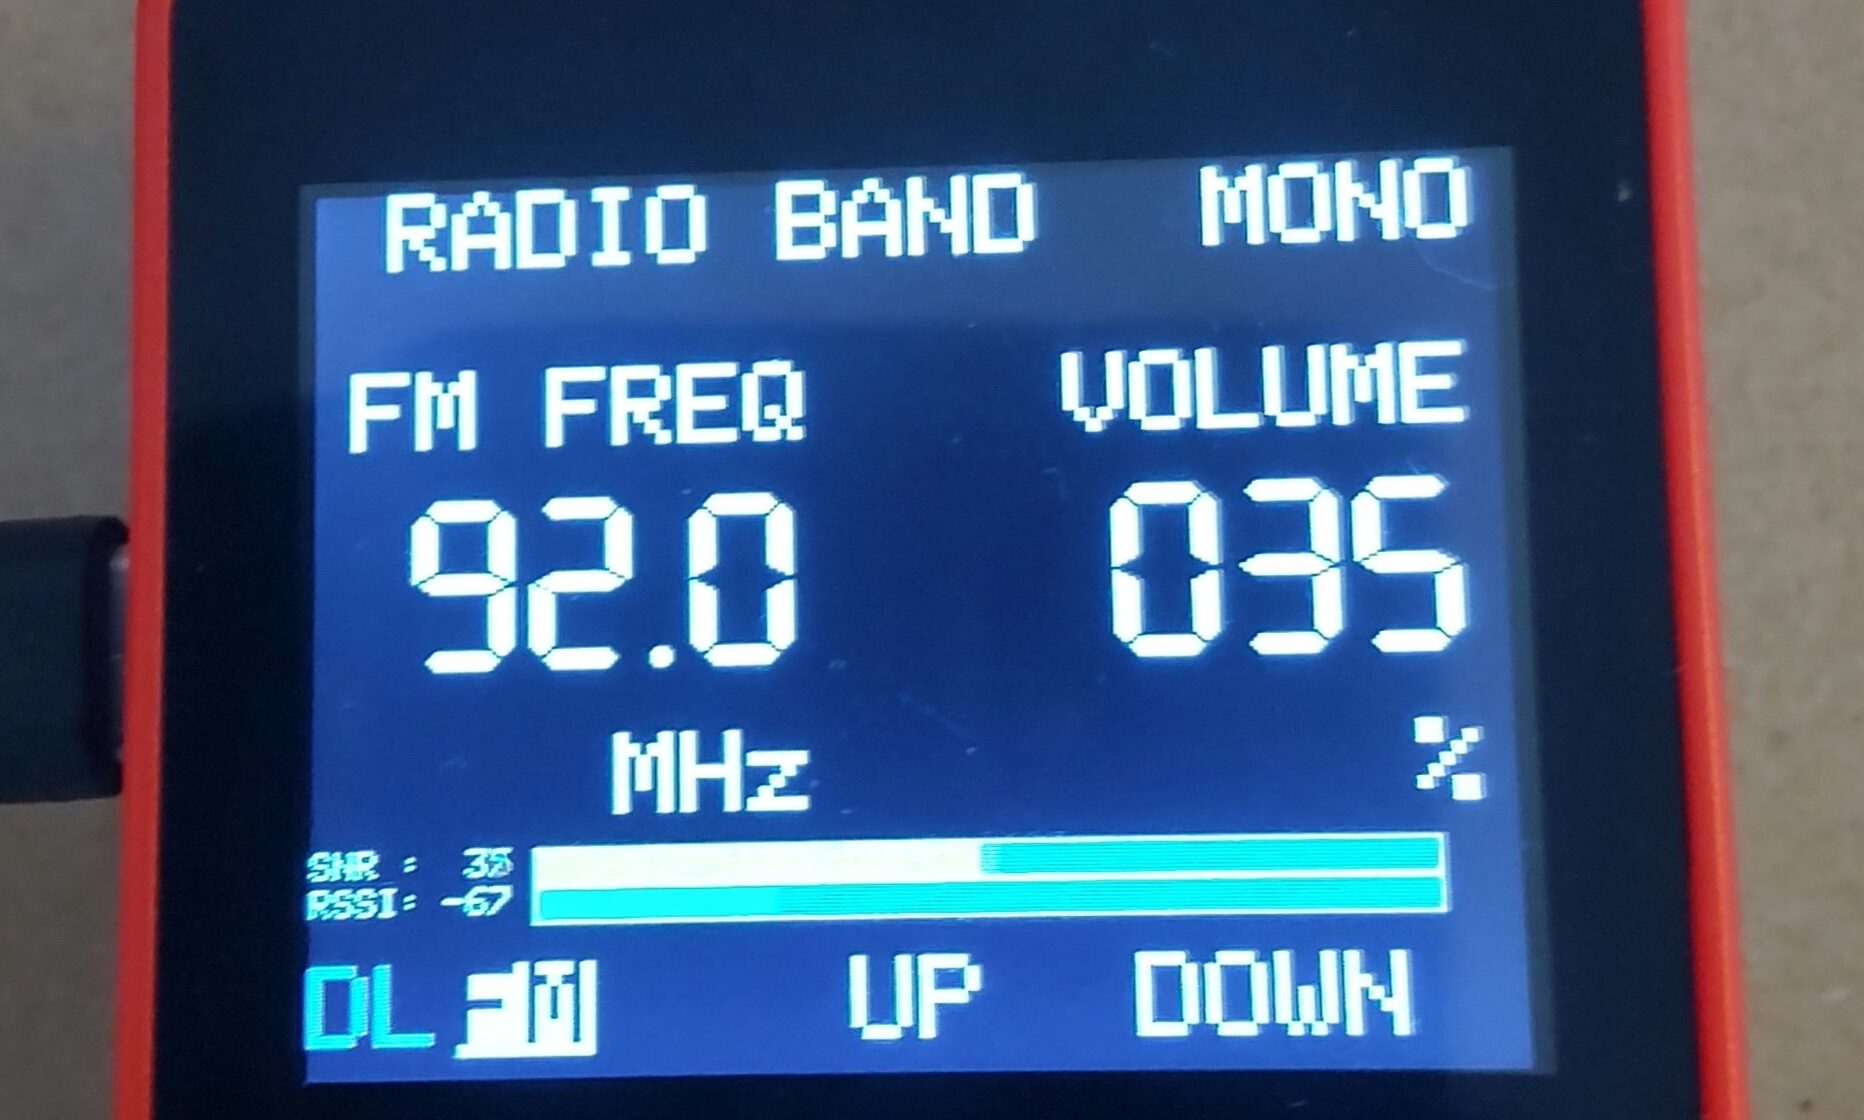 RADIO BAND MONO
FM FREQ VOLUME
92.0 035
MHz %
SNR : 35
RSSI: -67
DL FM UP DOWN